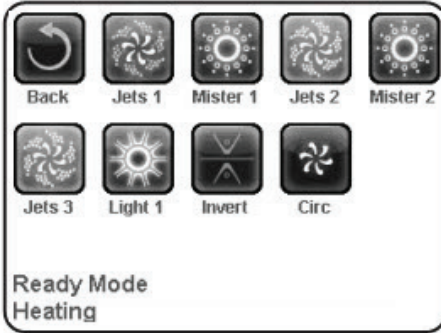 Back Jets 1 Mister 1 Jets 2 Mister 2
Jets 3 Light 1 Invert Circ
Ready Mode
Heating